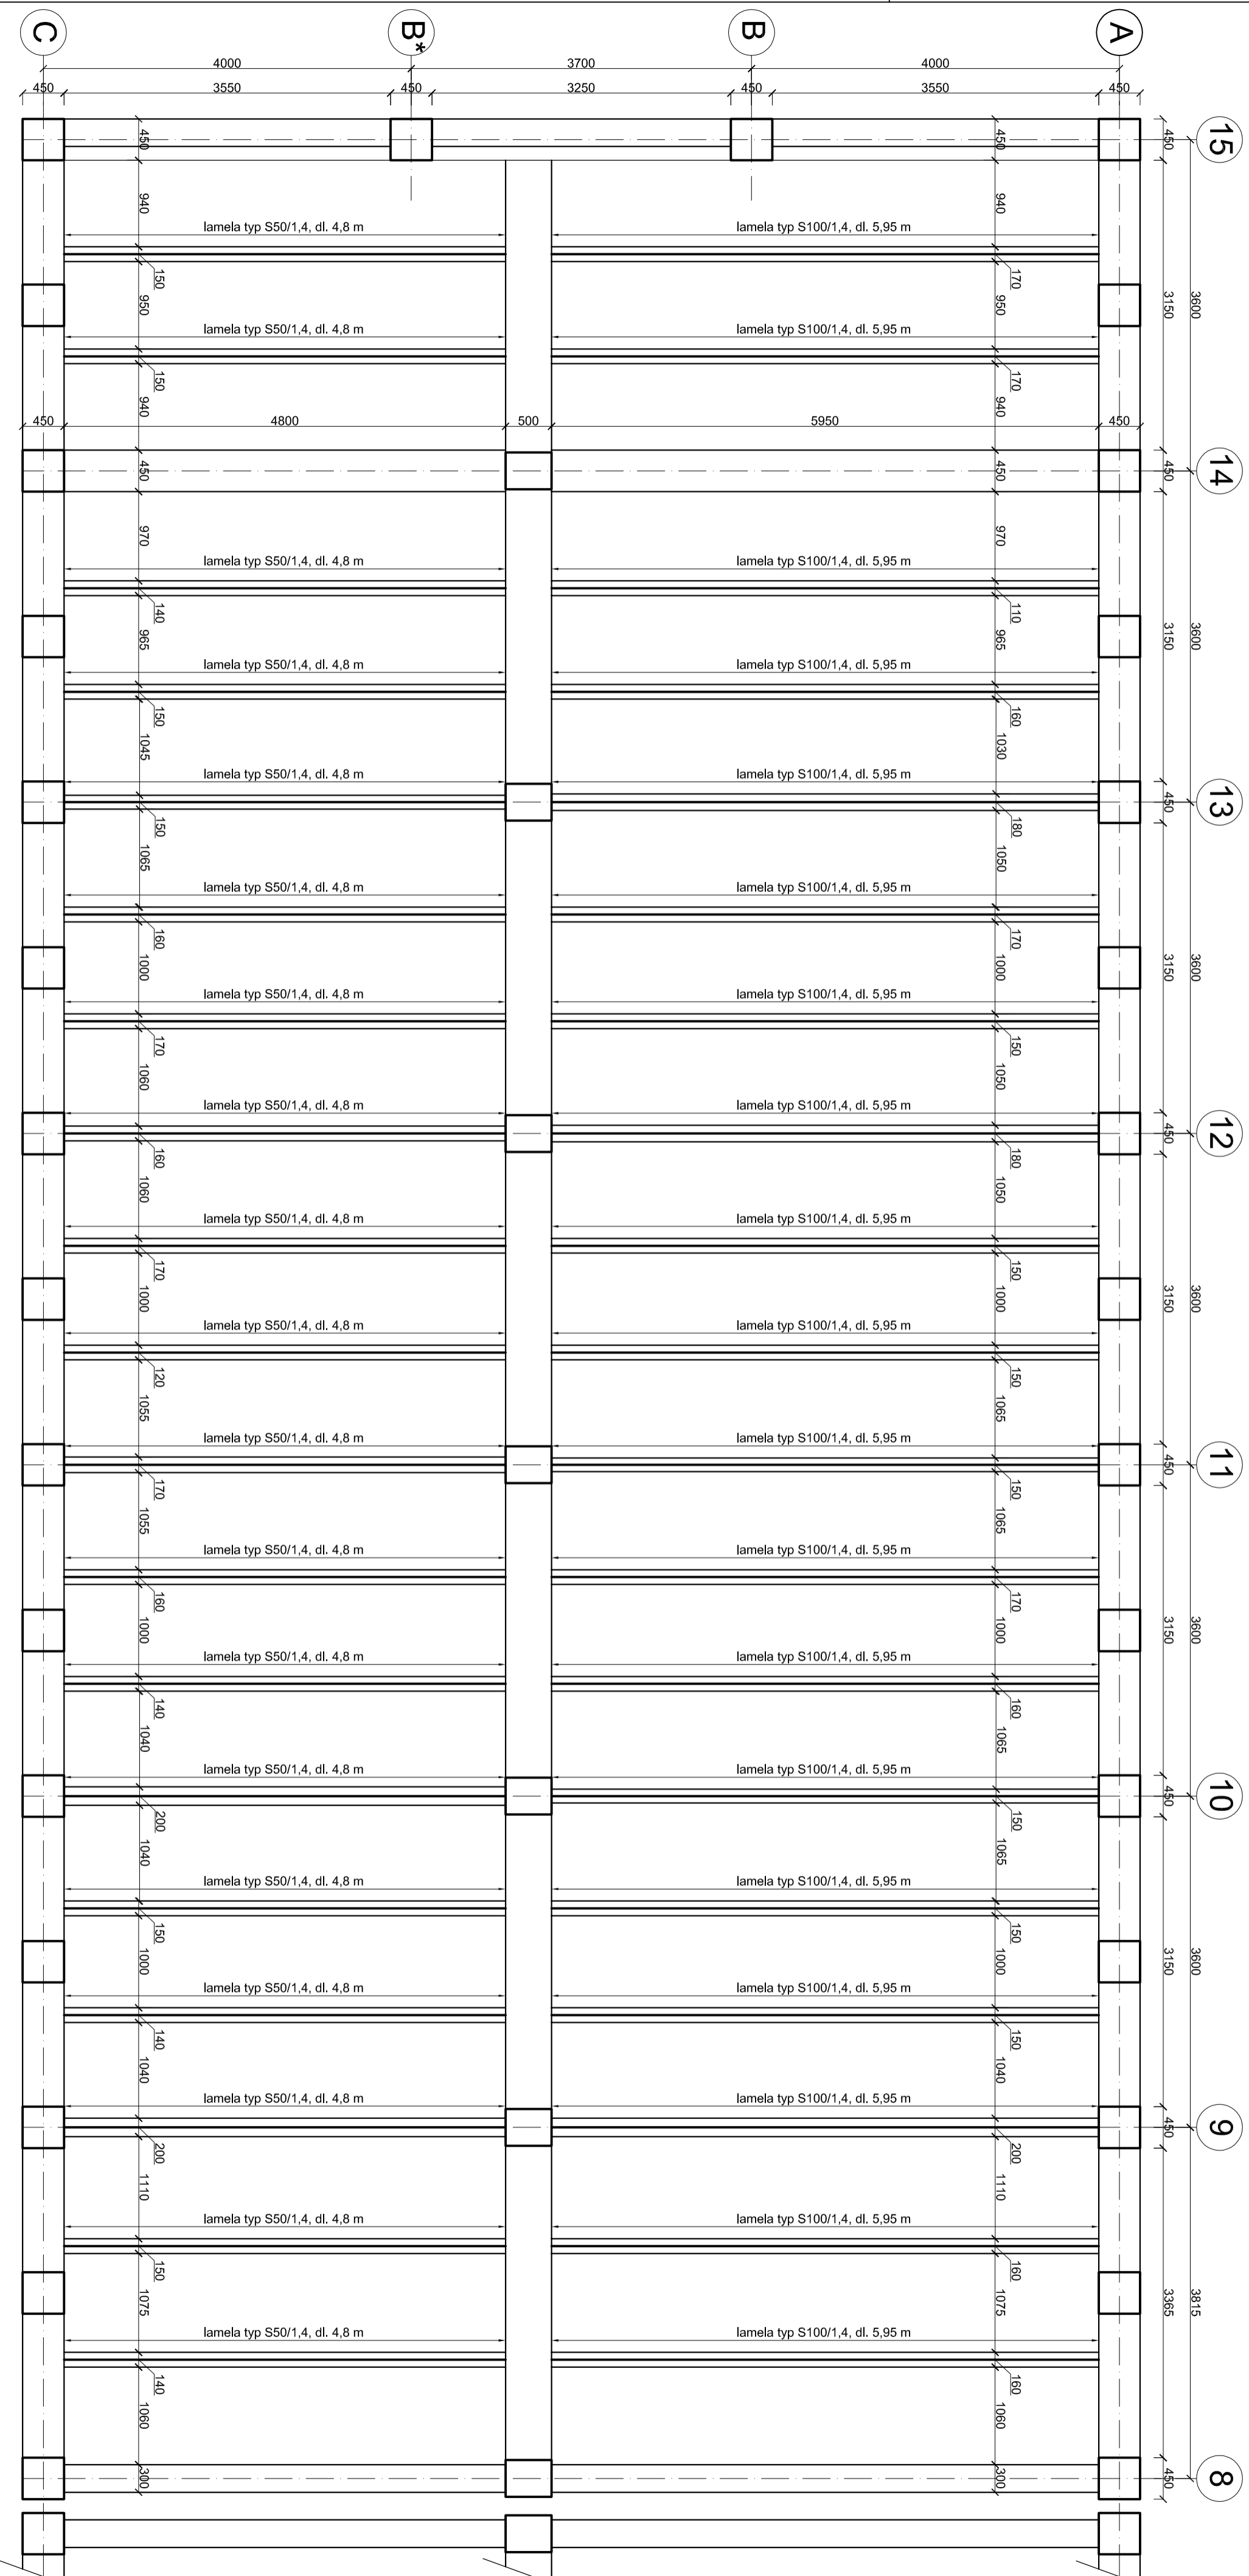 C
B*
B
A
4000 3700 4000
450 3550 450 3250 450 3550 450
15
450 450 450
940 940
lamela typ S50/1,4, dl. 4,8 m lamela typ S100/1,4, dl. 5,95 m
150 170
950 950 3150 3600
lamela typ S50/1,4, dl. 4,8 m lamela typ S100/1,4, dl. 5,95 m
150 170
940 940
450 4800 500 5950 450
14
450 450 450
970 970
lamela typ S50/1,4, dl. 4,8 m lamela typ S100/1,4, dl. 5,95 m
140 110
965 965 3150 3600
lamela typ S50/1,4, dl. 4,8 m lamela typ S100/1,4, dl. 5,95 m
150 160
1045 1030
lamela typ S50/1,4, dl. 4,8 m lamela typ S100/1,4, dl. 5,95 m
13
150 180 450
1065 1050
lamela typ S50/1,4, dl. 4,8 m lamela typ S100/1,4, dl. 5,95 m
160 170
1000 1000 3150 3600
lamela typ S50/1,4, dl. 4,8 m lamela typ S100/1,4, dl. 5,95 m
170 150
1060 1050
lamela typ S50/1,4, dl. 4,8 m lamela typ S100/1,4, dl. 5,95 m
12
160 180 450
1060 1050
lamela typ S50/1,4, dl. 4,8 m lamela typ S100/1,4, dl. 5,95 m
170 150
1000 1000 3150 3600
lamela typ S50/1,4, dl. 4,8 m lamela typ S100/1,4, dl. 5,95 m
120 150
1055 1065
lamela typ S50/1,4, dl. 4,8 m lamela typ S100/1,4, dl. 5,95 m
11
170 150 450
1055 1065
lamela typ S50/1,4, dl. 4,8 m lamela typ S100/1,4, dl. 5,95 m
160 170
1000 1000 3150 3600
lamela typ S50/1,4, dl. 4,8 m lamela typ S100/1,4, dl. 5,95 m
140 160
1040 1065
lamela typ S50/1,4, dl. 4,8 m lamela typ S100/1,4, dl. 5,95 m
10
200 150 450
1040 1065
lamela typ S50/1,4, dl. 4,8 m lamela typ S100/1,4, dl. 5,95 m
150 150
1000 1000 3150 3600
lamela typ S50/1,4, dl. 4,8 m lamela typ S100/1,4, dl. 5,95 m
140 150
1040 1040
lamela typ S50/1,4, dl. 4,8 m lamela typ S100/1,4, dl. 5,95 m
9
200 200 450
1110 1110
lamela typ S50/1,4, dl. 4,8 m lamela typ S100/1,4, dl. 5,95 m
150 160
1075 1075 3365 3815
lamela typ S50/1,4, dl. 4,8 m lamela typ S100/1,4, dl. 5,95 m
140 160
1060 1060
8
300 300 450